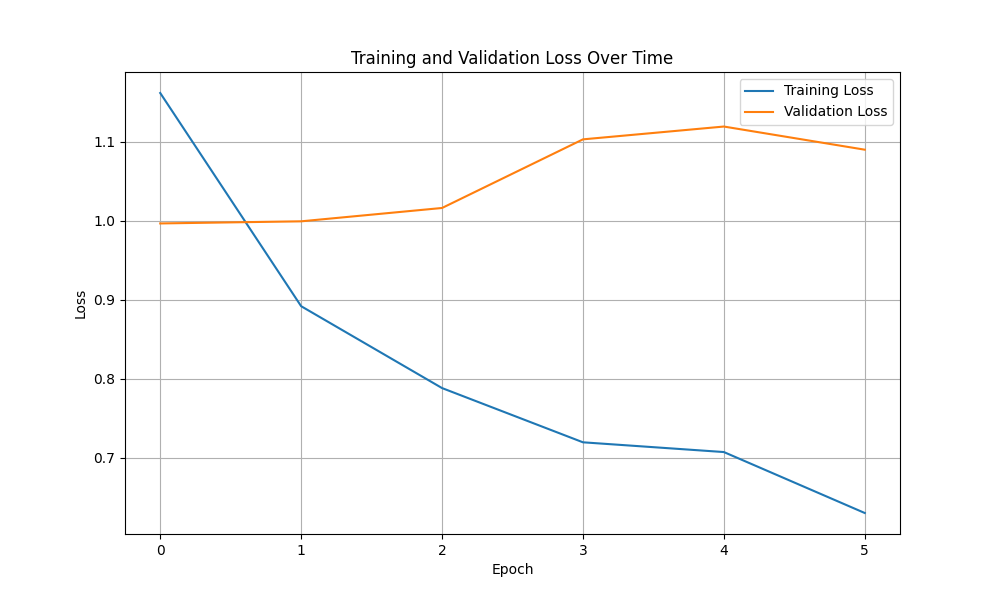 Training and Validation Loss Over Time
Training Loss
Validation Loss
1.1
1.0
0.9
0.8
0.7
Loss
0
1
2
3
4
5
Epoch